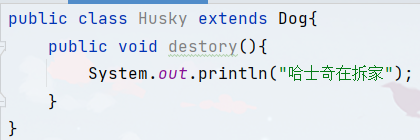 public class Husky extends Dog{
public void destory(){
System.out.println("哈士奇在拆家");
}
}